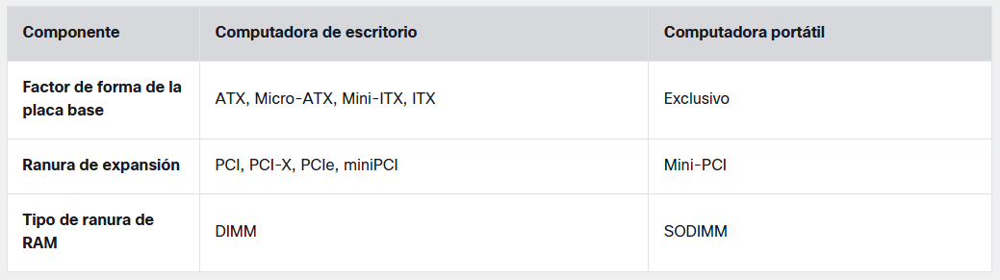 Componente Computadora de escritorio Computadora portátil
Factor de forma de la
placa base
ATX, Micro-ATX, Mini-ITX, ITX Exclusivo
Ranura de expansión PCI, PCI-X, PCIe, miniPCI Mini-PCI
Tipo de ranura de
RAM
DIMM SODIMM